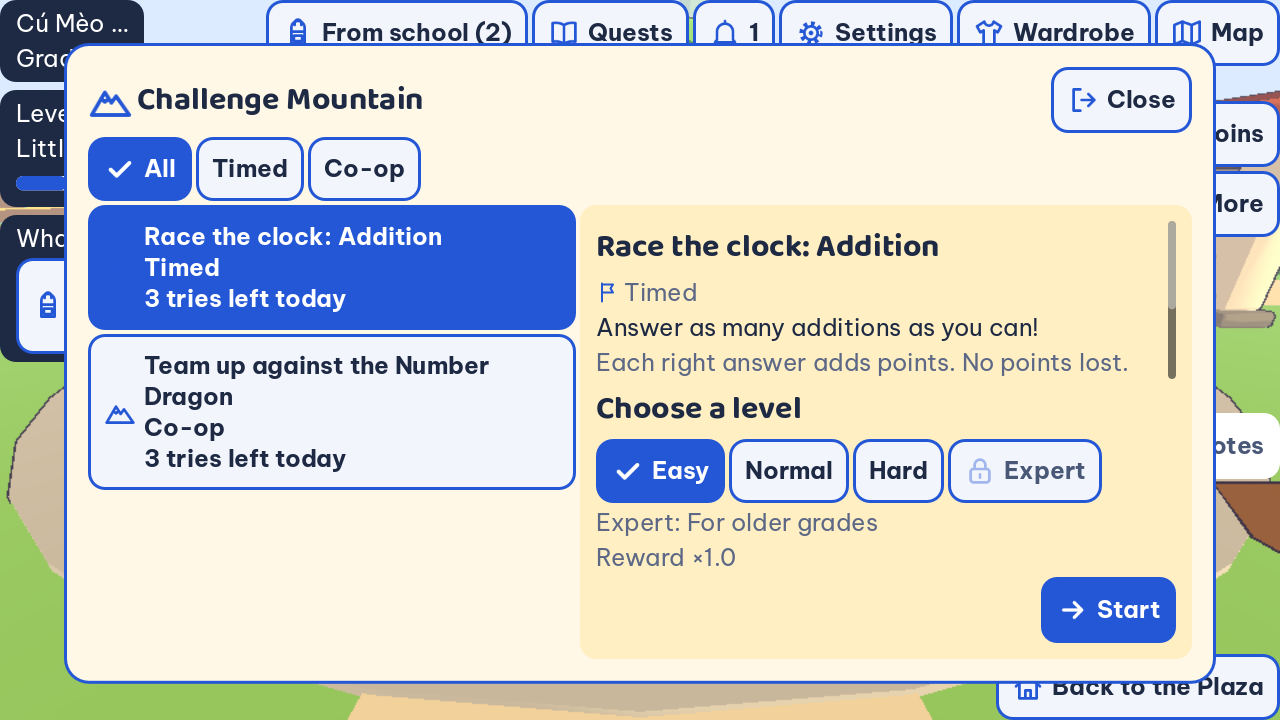 Cú Mèo ...
From school (2)
Quests
1
Settings
Wardrobe
Map
Challenge Mountain
Close
All
Timed
Co-op
Race the clock: Addition
Timed
3 tries left today
Team up against the Number
Dragon
Co-op
3 tries left today
Race the clock: Addition
Timed
Answer as many additions as you can!
Each right answer adds points. No points lost.
Choose a level
Easy
Normal
Hard
Expert
Expert: For older grades
Reward ×1.0
Start
Back to the Plaza